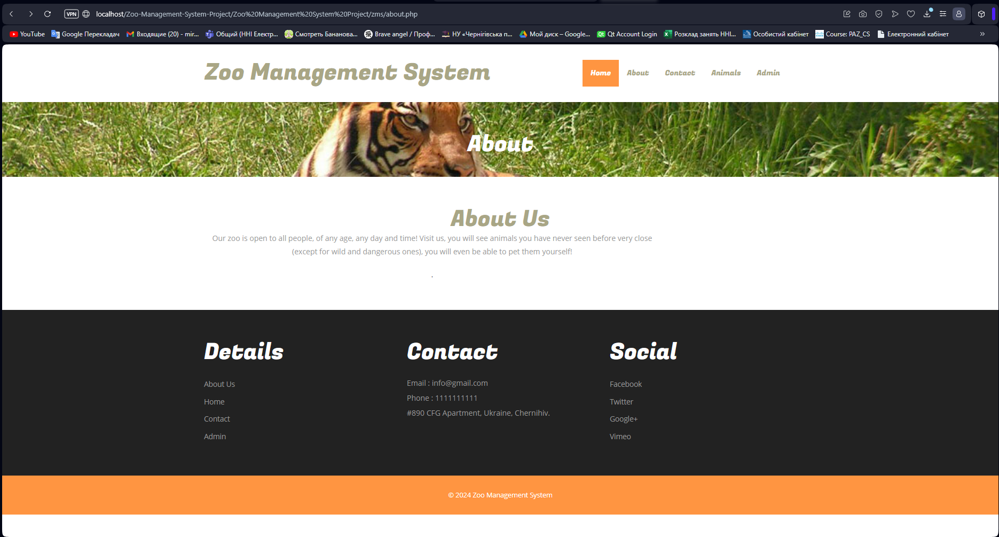 VPN localhost/Zoo-Management-System-Project/Zoo%20Management%20System%20Project/zms/about.php
YouTube Google Перекладач Входящие (20) - mir... Общий (ННІ Електр... Смотреть Бананова... Brave angel / Проф... НУ «Чернігівська п... Мой диск – Google... Qt Account Login Розклад занять ННІ... Особистий кабінет Course: PAZ_CS Електронний кабінет »
Zoo Management System
Home About Contact Animals Admin
About
About Us
Our zoo is open to all people, of any age, any day and time! Visit us, you will see animals you have never seen before very close
(except for wild and dangerous ones), you will even be able to pet them yourself!
.
Details
About Us
Home
Contact
Admin
Contact
Email : info@gmail.com
Phone : 1111111111
#890 CFG Apartment, Ukraine, Chernihiv.
Social
Facebook
Twitter
Google+
Vimeo
© 2024 Zoo Management System